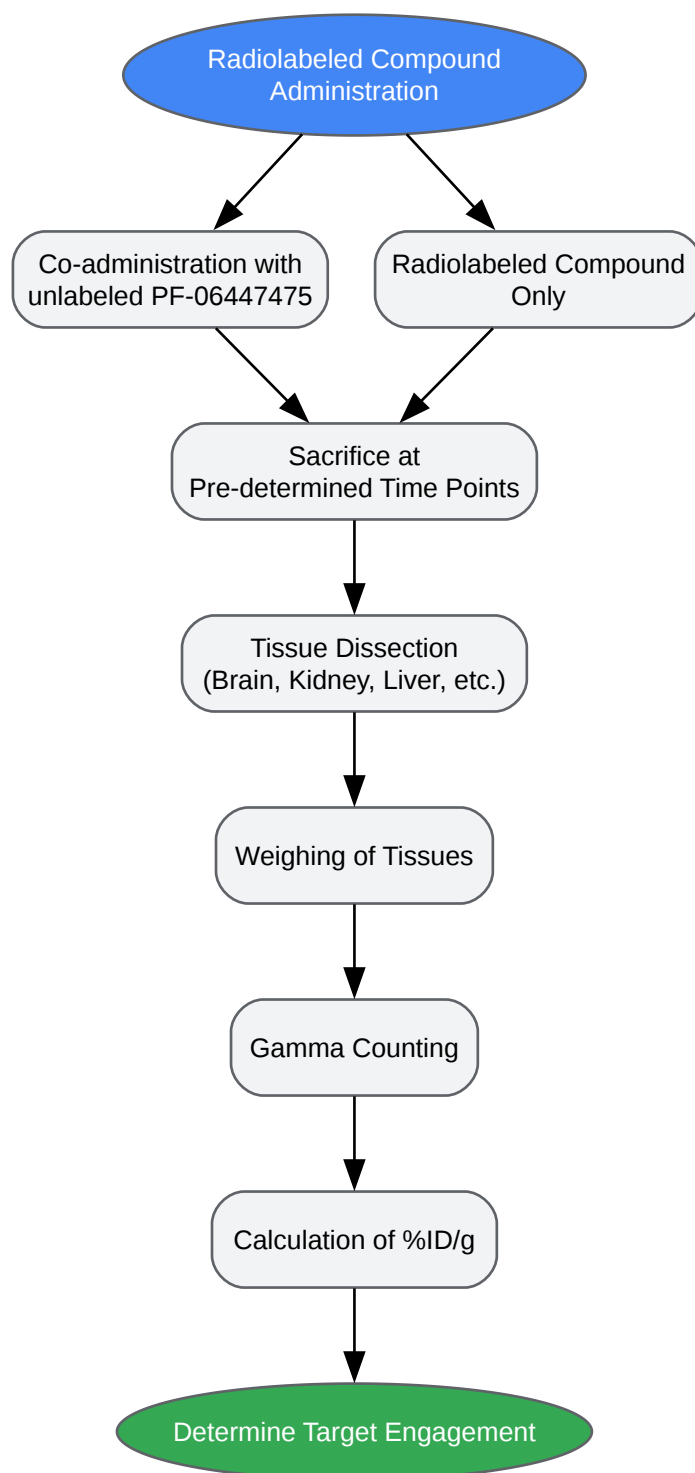 Radiolabeled Compound
Administration
Co-administration with
unlabeled PF-06447475
Radiolabeled Compound
Only
Sacrifice at
Pre-determined Time Points
Tissue Dissection
(Brain, Kidney, Liver, etc.)
Weighing of Tissues
Gamma Counting
Calculation of %ID/g
Determine Target Engagement